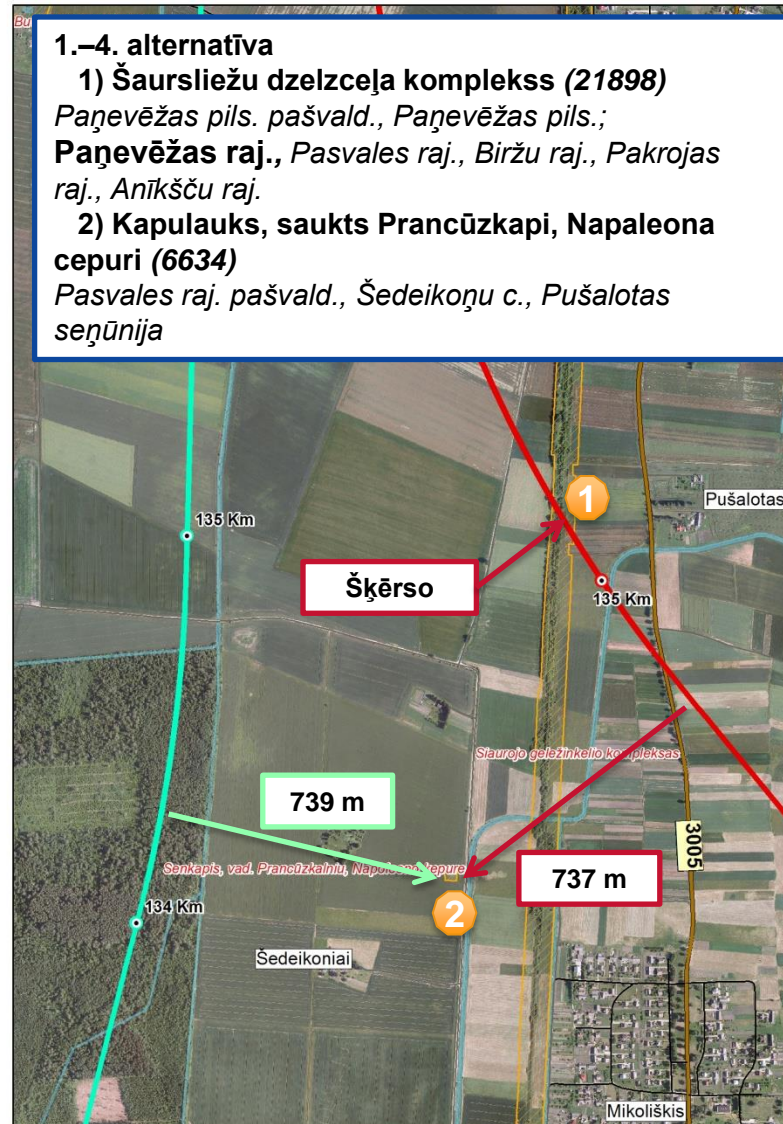 Bu
1.–4. alternatīva
1) Šaursliežu dzelzceļa komplekss (21898)
Paņevēžas pils. pašvald., Paņevēžas pils.;
Paņevēžas raj., Pasvales raj., Biržu raj., Pakrojas
raj., Anīkšču raj.
2) Kapulauks, saukts Prancūzkapi, Napaleona
cepuri (6634)
Pasvales raj. pašvald., Šedeikoņu c., Pušalotas
seņūnija
1
Pušalotas
135 Km
Šķērso
135 Km
Siaurojo geležinkelio kompleksas
739 m
3005
Senkapis, vad. Prancūzkalniu, Napoleono kepure
737 m
134 Km
2
Šedeikoniai
Mikoliškis